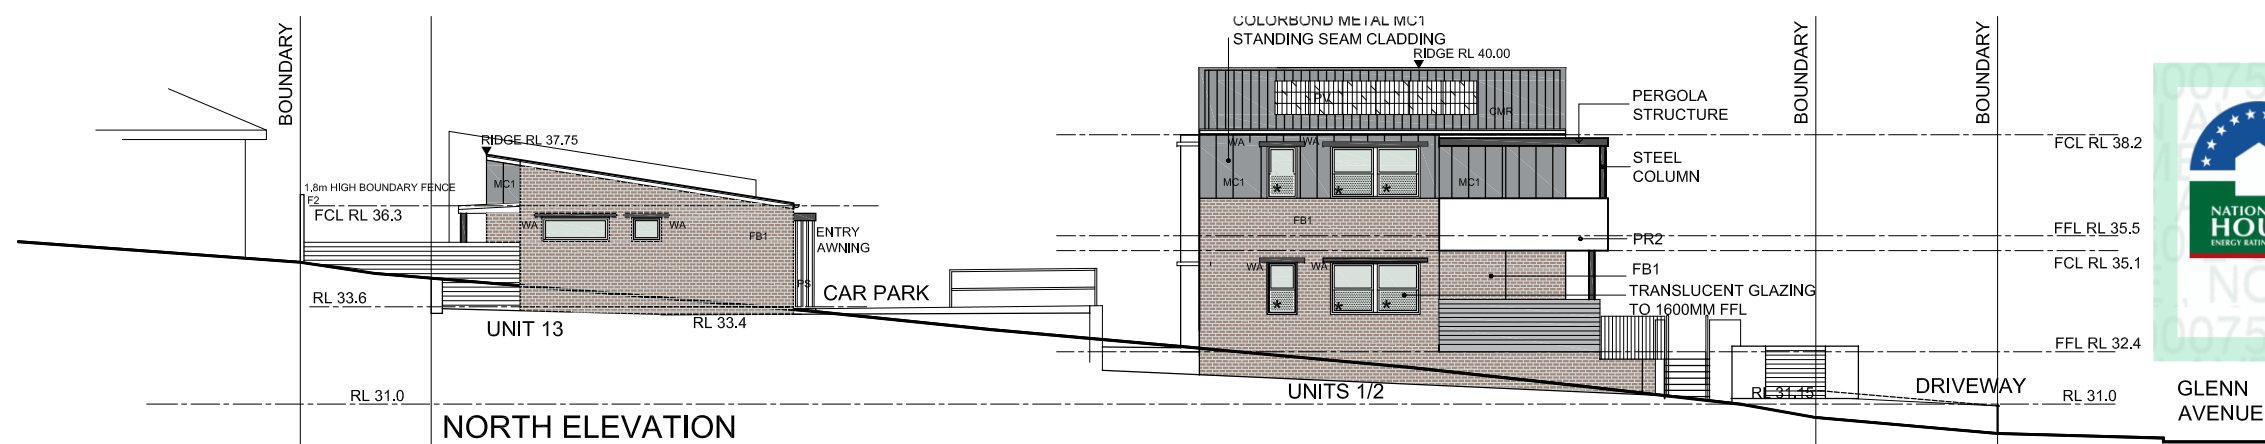 BOUNDARY
RIDGE RL 37.75
1,8m HIGH BOUNDARY FENCE
F2
FCL RL 36.3
MC1
WA
WA
FB1
ENTRY
AWNING
PS
RL 33.6
UNIT 13
RL 33.4
CAR PARK
RL 31.0
NORTH ELEVATION
COLORBOND METAL MC1
STANDING SEAM CLADDING
RIDGE RL 40.00
PV
CMR
WA
WA
MC1
MC1
FB1
WA
WA
PERGOLA
STRUCTURE
STEEL
COLUMN
PR2
FB1
TRANSLUCENT GLAZING
TO 1600MM FFL
UNITS 1/2
BOUNDARY
BOUNDARY
FCL RL 38.2
FFL RL 35.5
FCL RL 35.1
FFL RL 32.4
RL 31.15
DRIVEWAY
RL 31.0
GLENN
AVENUE
0075
NATION
HOU
ENERGY RATIN
, NO
0075